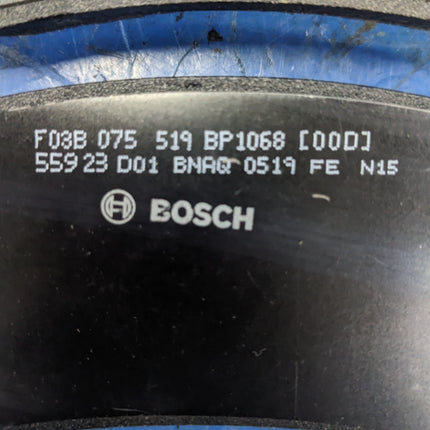 F03B 075 519 BP1068 [00D]
559 23 D01 BNAQ 0519 FE N15
BOSCH